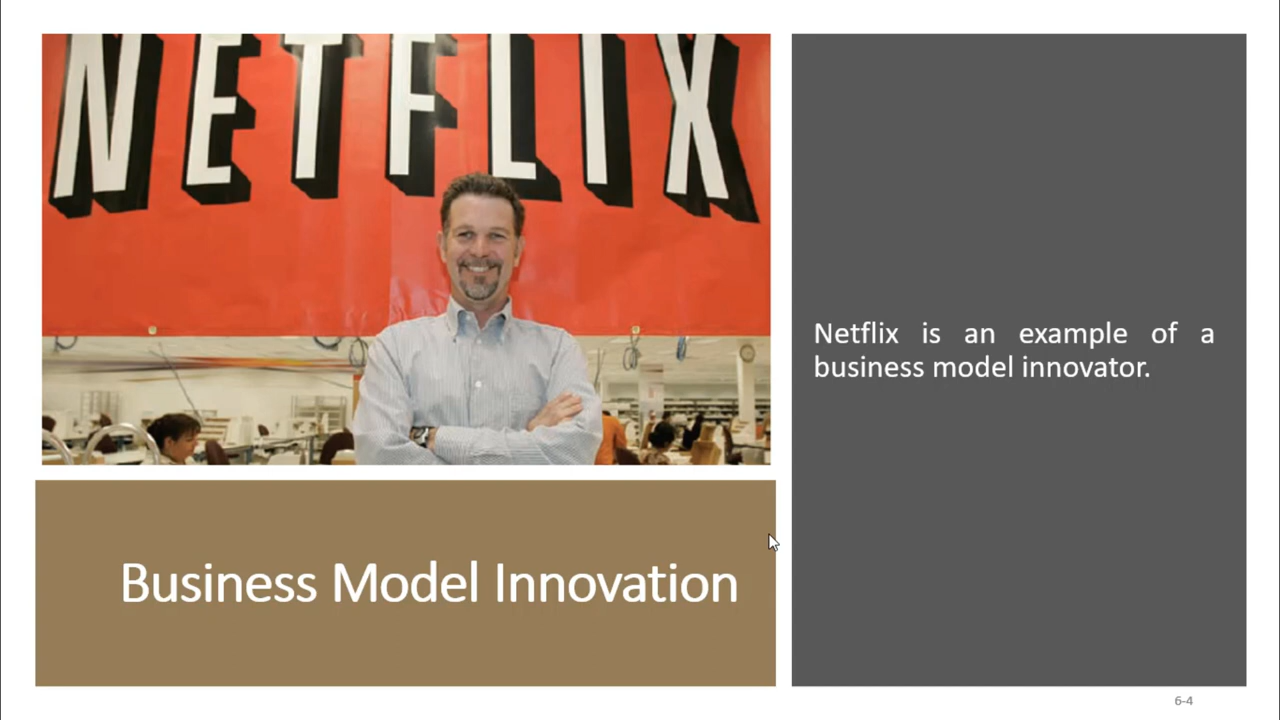 NETFLIX
Netflix is an example of a
business model innovator.
Business Model Innovation
6-4